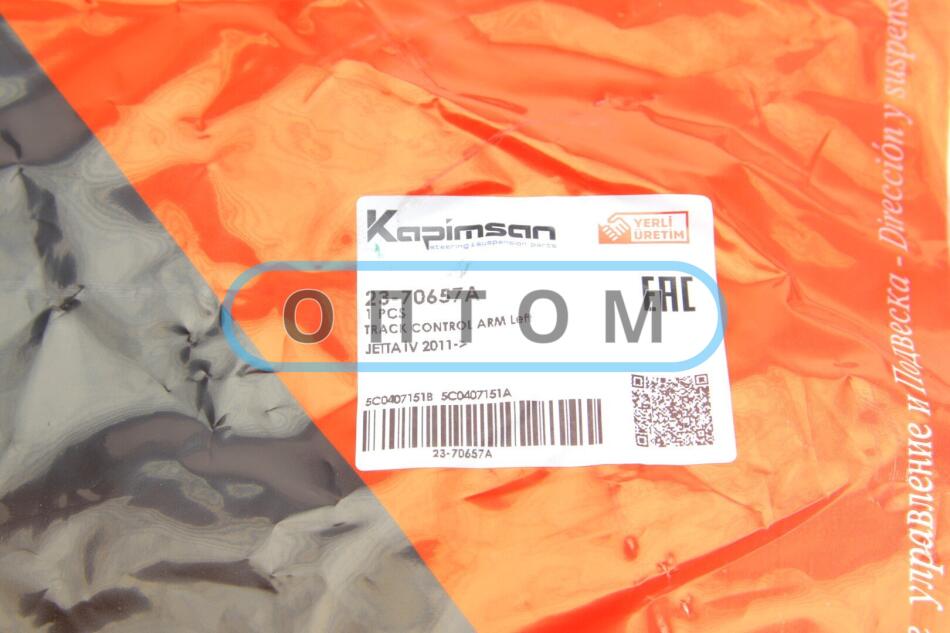 Kapimsan
steering & suspension parts
YERLİ
ÜRETİM
23-70657A
EAC
1 PCS
TRACK CONTROL ARM Left
JETTA IV 2011->
5C0407151B 5C0407151A
23-70657A
ОПТОМ
управление и Подвеска - Dirección y suspens